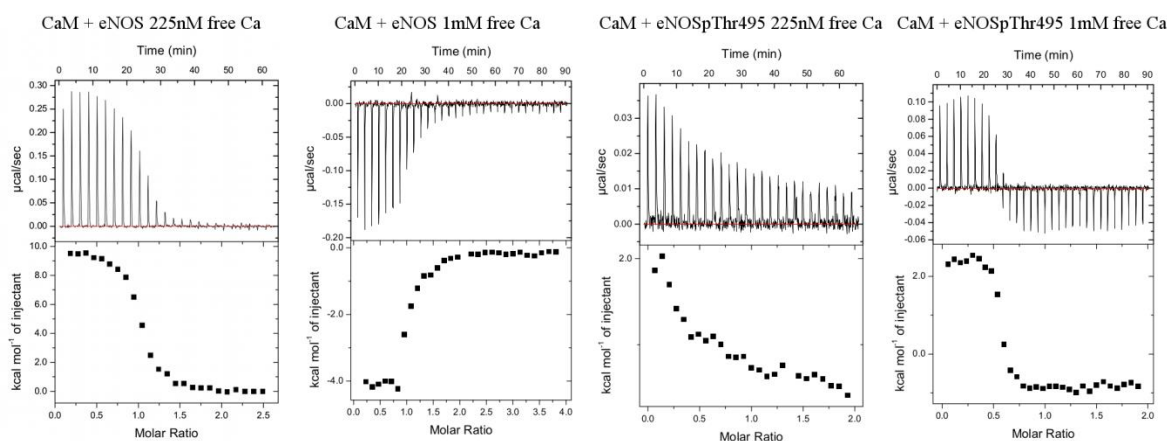 CaM + eNOS 225nM free Ca
Time (min)
0 10 20 30 40 50 60
µcal/sec
0.30
0.25
0.20
0.15
0.10
0.05
0.00
kcal mol⁻¹ of injectant
10.0
8.0
6.0
4.0
2.0
0.0
0.0 0.5 1.0 1.5 2.0 2.5
Molar Ratio
CaM + eNOS 1mM free Ca
Time (min)
0 10 20 30 40 50 60 70 80 90
µcal/sec
0.00
-0.05
-0.10
-0.15
-0.20
kcal mol⁻¹ of injectant
0.0
-2.0
-4.0
0.0 0.5 1.0 1.5 2.0 2.5 3.0 3.5 4.0
Molar Ratio
CaM + eNOSpThr495 225nM free Ca
Time (min)
0 10 20 30 40 50 60
µcal/sec
0.04
0.03
0.02
0.01
0.00
kcal mol⁻¹ of injectant
2.0
0.0 0.5 1.0 1.5 2.0
Molar Ratio
CaM + eNOSpThr495 1mM free Ca
Time (min)
0 10 20 30 40 50 60 70 80 90
µcal/sec
0.10
0.08
0.06
0.04
0.02
0.00
-0.02
-0.04
-0.06
kcal mol⁻¹ of injectant
2.0
0.0
0.0 0.5 1.0 1.5 2.0
Molar Ratio